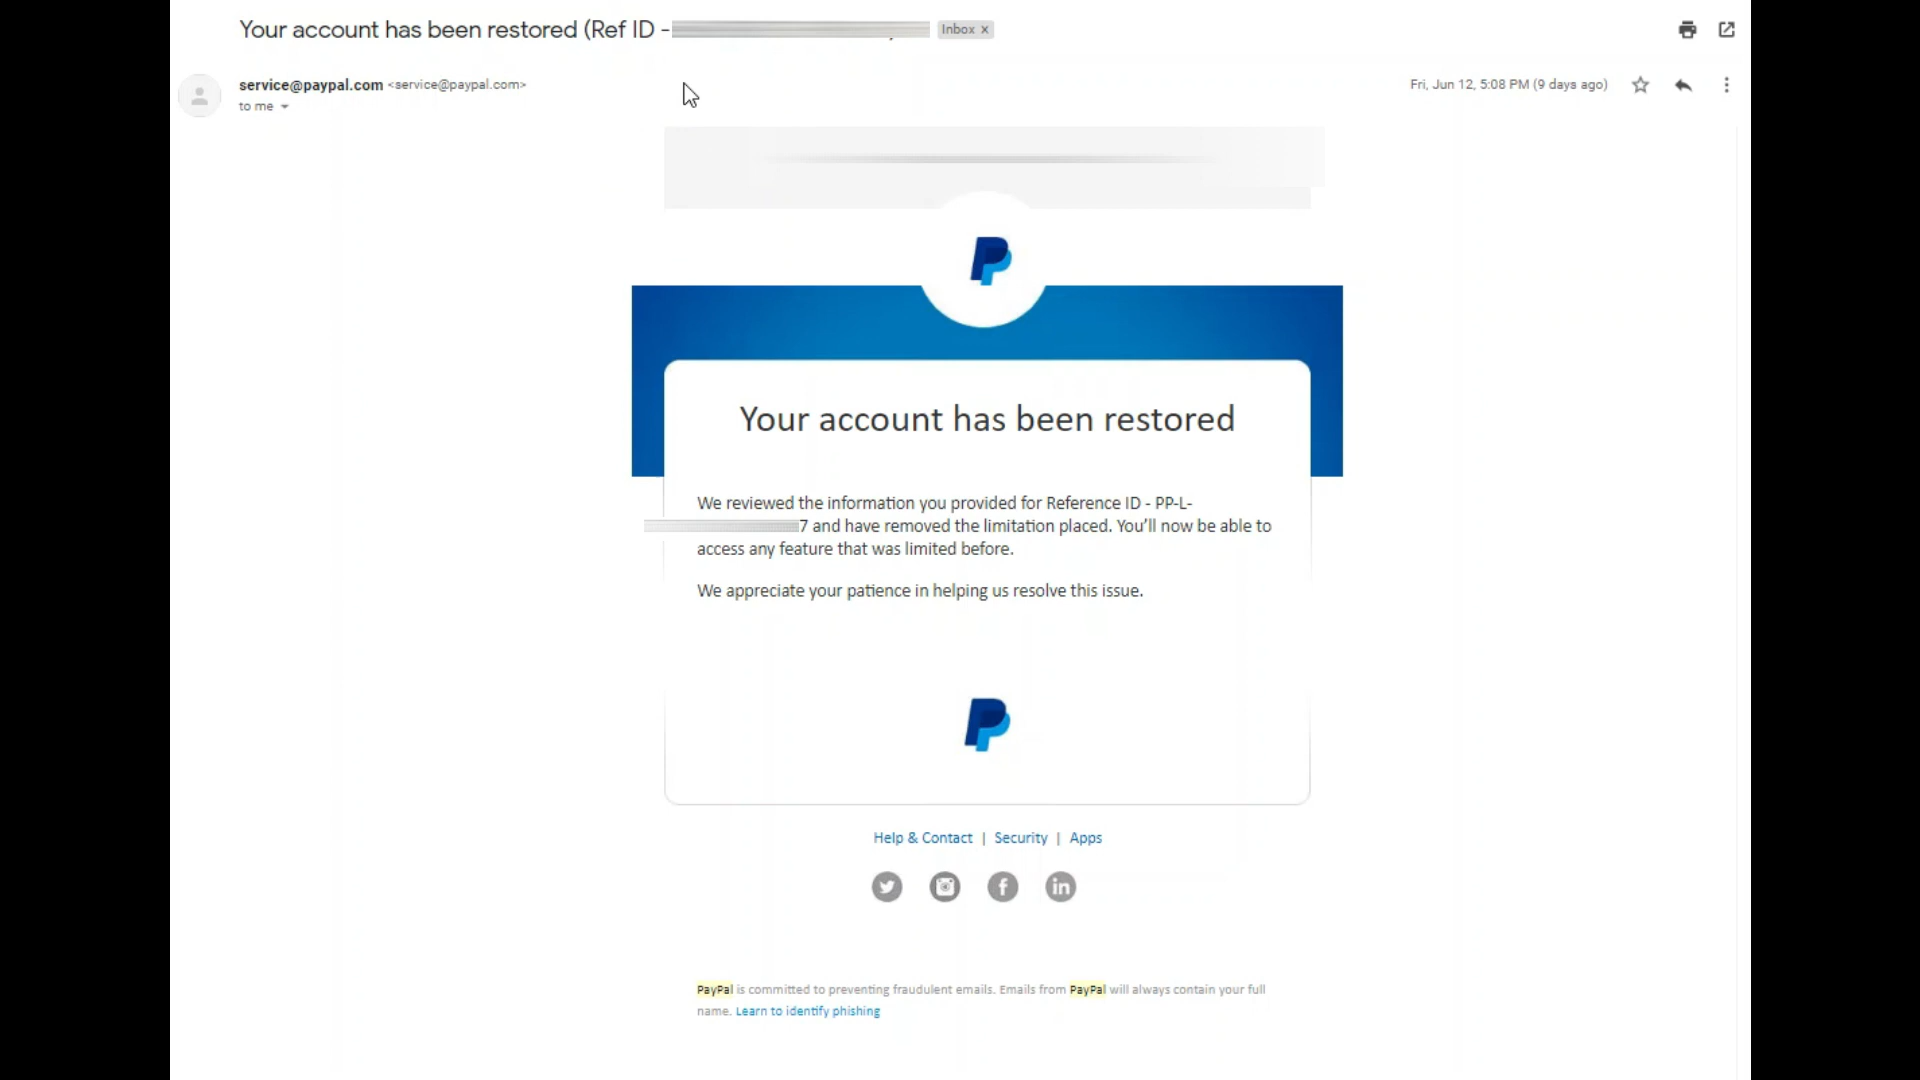 Your account has been restored (Ref ID -
Inbox x
service@paypal.com <service@paypal.com>
Fri, Jun 12, 5:08 PM (9 days ago)
to me
Your account has been restored
We reviewed the information you provided for Reference ID - PP-L-
7 and have removed the limitation placed. You'll now be able to
access any feature that was limited before.
We appreciate your patience in helping us resolve this issue.
Help & Contact | Security | Apps
PayPal is committed to preventing fraudulent emails. Emails from PayPal will always contain your full
name. Learn to identify phishing